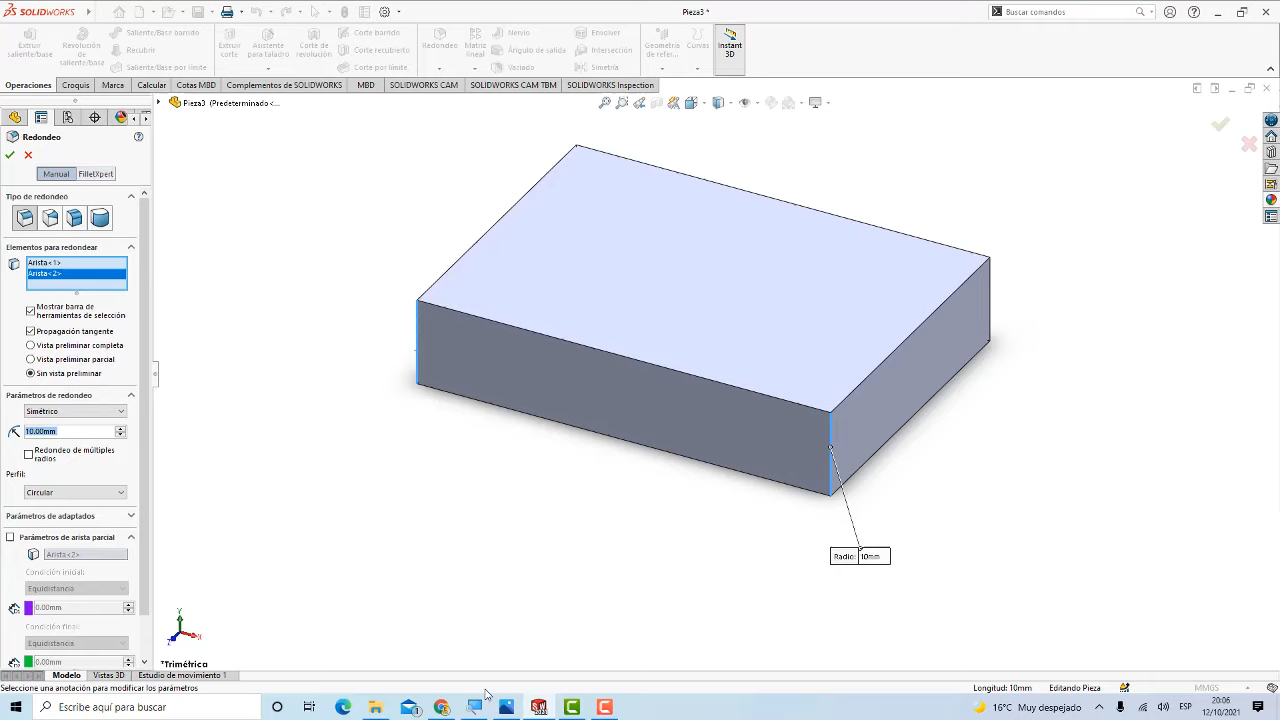 SOLIDWORKS
Pieza3 *
Buscar comandos
Extruir saliente/base
Revolución de saliente/base
Saliente/Base barrido
Recubrir
Saliente/Base por límite
Extruir corte
Asistente para taladro
Corte de revolución
Corte barrido
Corte recubierto
Corte por límite
Redondeo
Matriz lineal
Nervio
Ángulo de salida
Vaciado
Envolver
Intersección
Simetría
Geometría de refer...
Curvas
Instant 3D
Operaciones
Croquis
Marca
Calcular
Cotas MBD
Complementos de SOLIDWORKS
MBD
SOLIDWORKS CAM
SOLIDWORKS CAM TBM
SOLIDWORKS Inspection
Pieza3 (Predeterminado <...
Redondeo
Manual
FilletXpert
Tipo de redondeo
Elementos para redondear
Arista<1>
Arista<2>
Mostrar barra de
herramientas de selección
Propagación tangente
Vista preliminar completa
Vista preliminar parcial
Sin vista preliminar
Parámetros de redondeo
Simétrico
10.00mm
Redondeo de múltiples
radios
Perfil:
Circular
Parámetros de adaptados
Parámetros de arista parcial
Arista<2>
Condición inicial:
Equidistancia
0.00mm
Condición final:
Equidistancia
0.00mm
Radio: 10mm
Y
X
Z
*Trimétrica
Modelo
Vistas 3D
Estudio de movimiento 1
Seleccione una anotación para modificar los parámetros
Longitud: 10mm
Editando Pieza
MMGS
Escribe aquí para buscar
16°C Muy despejado
ESP
20:06
12/10/2021